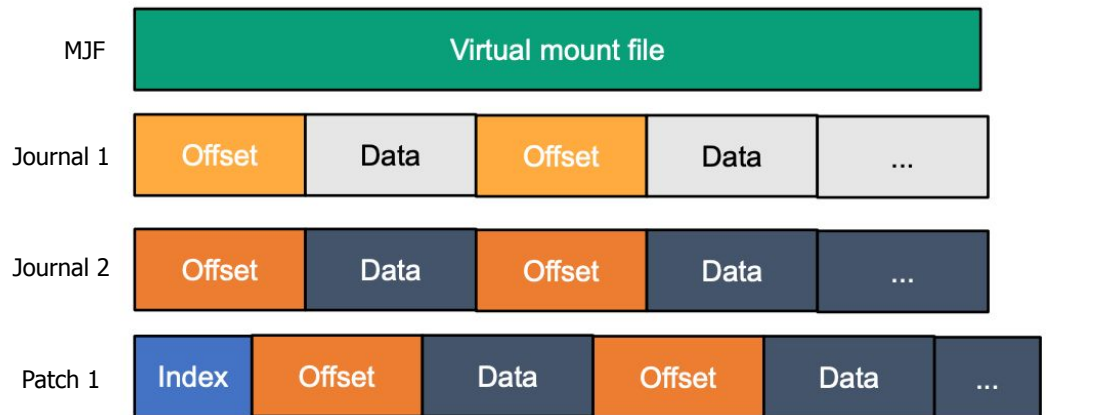 MJF Virtual mount file
Journal 1 Offset Data Offset Data ...
Journal 2 Offset Data Offset Data ...
Patch 1 Index Offset Data Offset Data ...